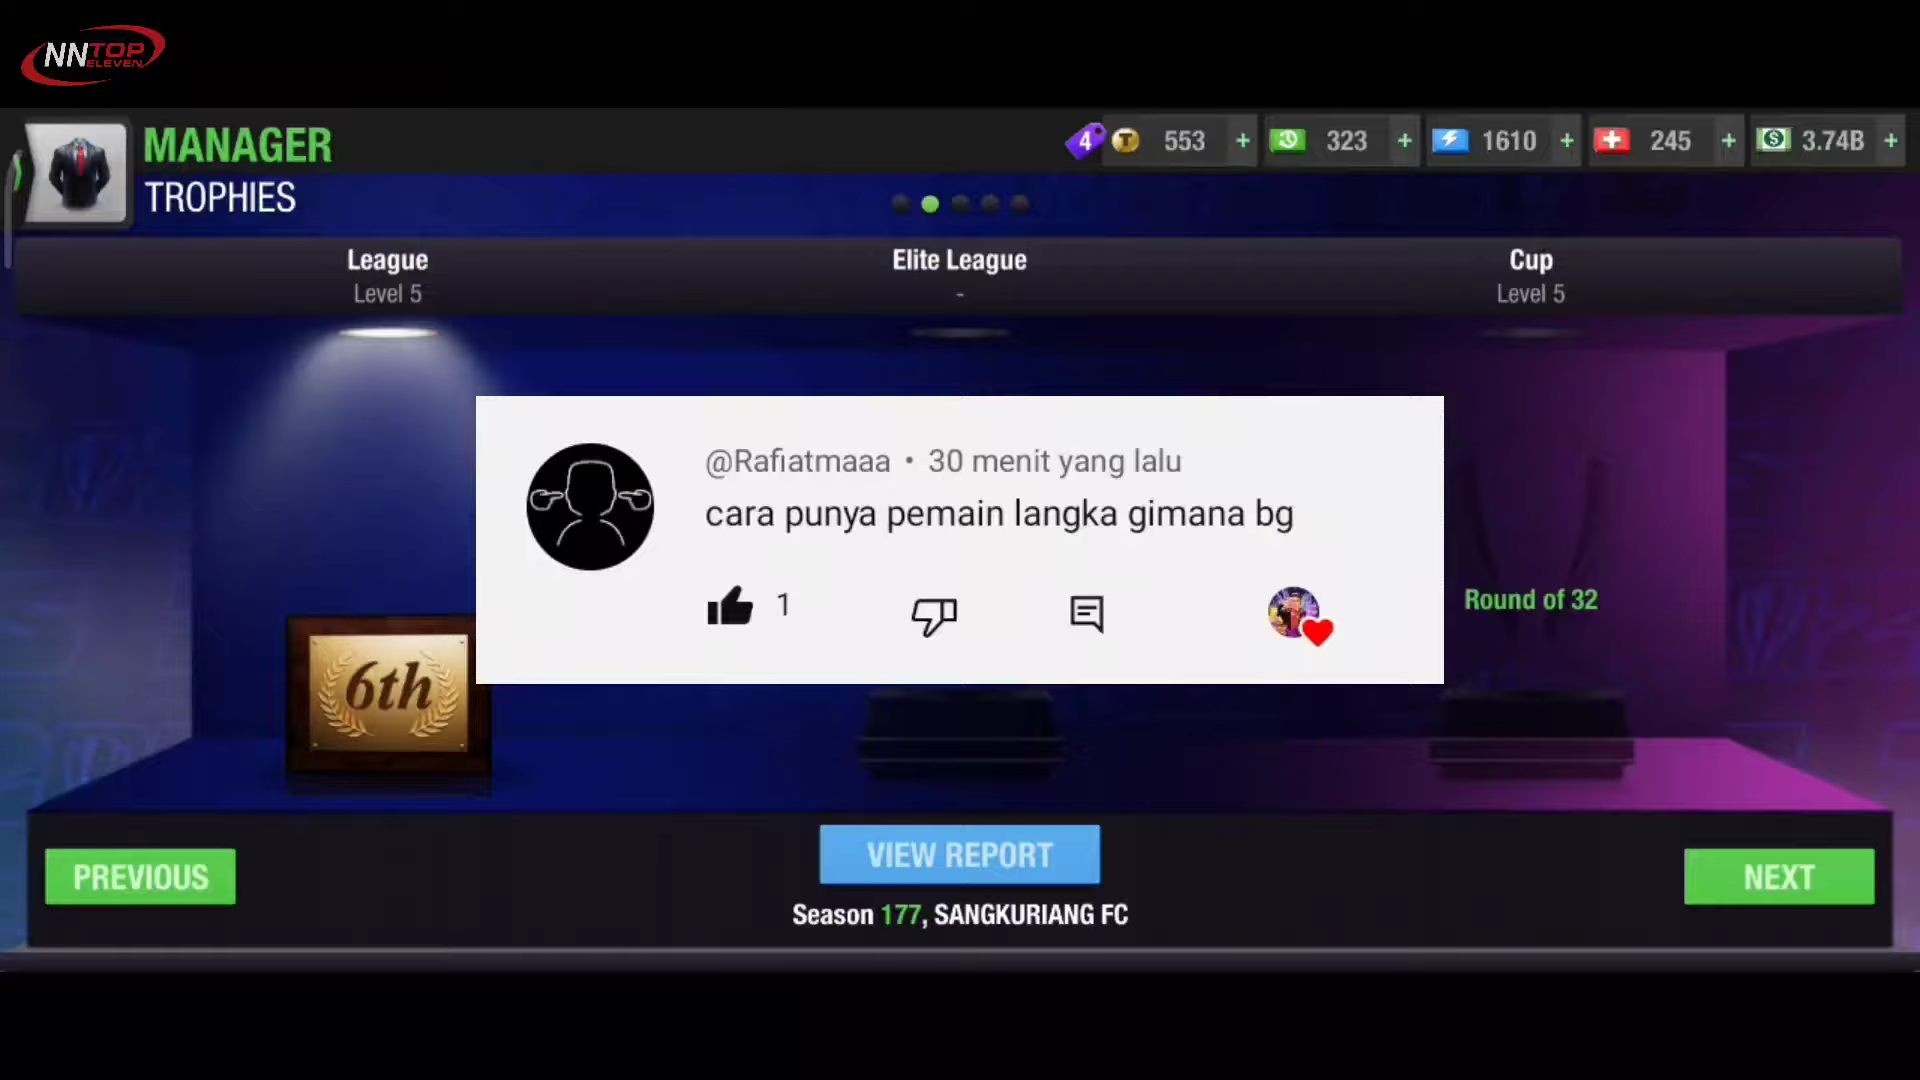 NNTOP
ELEVEN
MANAGER
TROPHIES
4
T
553 +
323 +
1610 +
245 +
$
3.74B +
League
Level 5
Elite League
-
Cup
Level 5
@Rafiatmaaa • 30 menit yang lalu
cara punya pemain langka gimana bg
1
Round of 32
6th
PREVIOUS
VIEW REPORT
NEXT
Season 177, SANGKURIANG FC